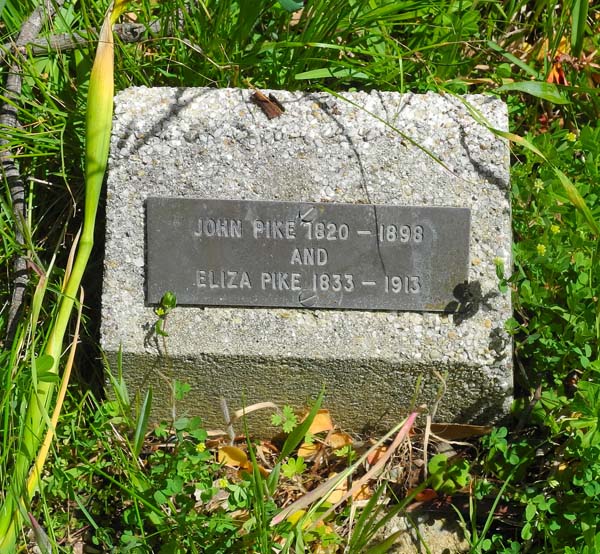 JOHN PIKE 1820 – 1898
AND
ELIZA PIKE 1833 – 1913